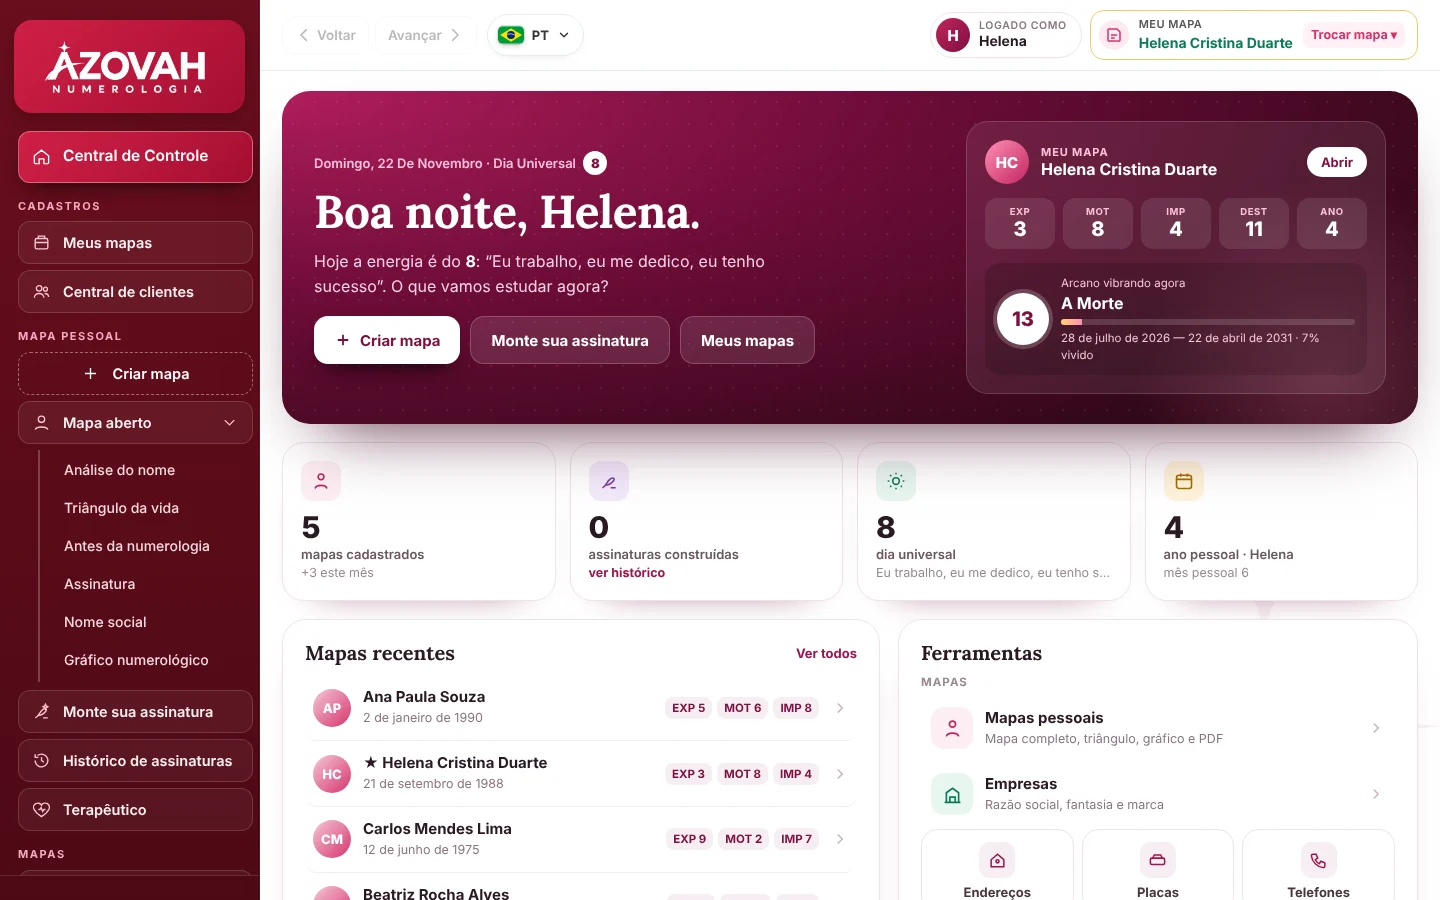 AZOVAH
NUMEROLOGIA
Central de Controle
CADASTROS
Meus mapas
Central de clientes
MAPA PESSOAL
Criar mapa
Mapa aberto
Análise do nome
Triângulo da vida
Antes da numerologia
Assinatura
Nome social
Gráfico numerológico
Monte sua assinatura
Histórico de assinaturas
Terapêutico
MAPAS
Voltar
Avançar
PT
H
LOGADO COMO
Helena
MEU MAPA
Helena Cristina Duarte
Trocar mapa ▾
Domingo, 22 De Novembro · Dia Universal 8
Boa noite, Helena.
Hoje a energia é do 8: “Eu trabalho, eu me dedico, eu tenho
sucesso”. O que vamos estudar agora?
Criar mapa
Monte sua assinatura
Meus mapas
HC
MEU MAPA
Helena Cristina Duarte
Abrir
EXP
3
MOT
8
IMP
4
DEST
11
ANO
4
13
Arcano vibrando agora
A Morte
28 de julho de 2026 — 22 de abril de 2031 · 7%
vivido
5
mapas cadastrados
+3 este mês
0
assinaturas construídas
ver histórico
8
dia universal
Eu trabalho, eu me dedico, eu tenho s...
4
ano pessoal · Helena
mês pessoal 6
Mapas recentes
Ver todos
AP
Ana Paula Souza
2 de janeiro de 1990
EXP 5
MOT 6
IMP 8
HC
★ Helena Cristina Duarte
21 de setembro de 1988
EXP 3
MOT 8
IMP 4
CM
Carlos Mendes Lima
12 de junho de 1975
EXP 9
MOT 2
IMP 7
Beatriz Rocha Alves
Ferramentas
MAPAS
Mapas pessoais
Mapa completo, triângulo, gráfico e PDF
Empresas
Razão social, fantasia e marca
Endereços
Placas
Telefones